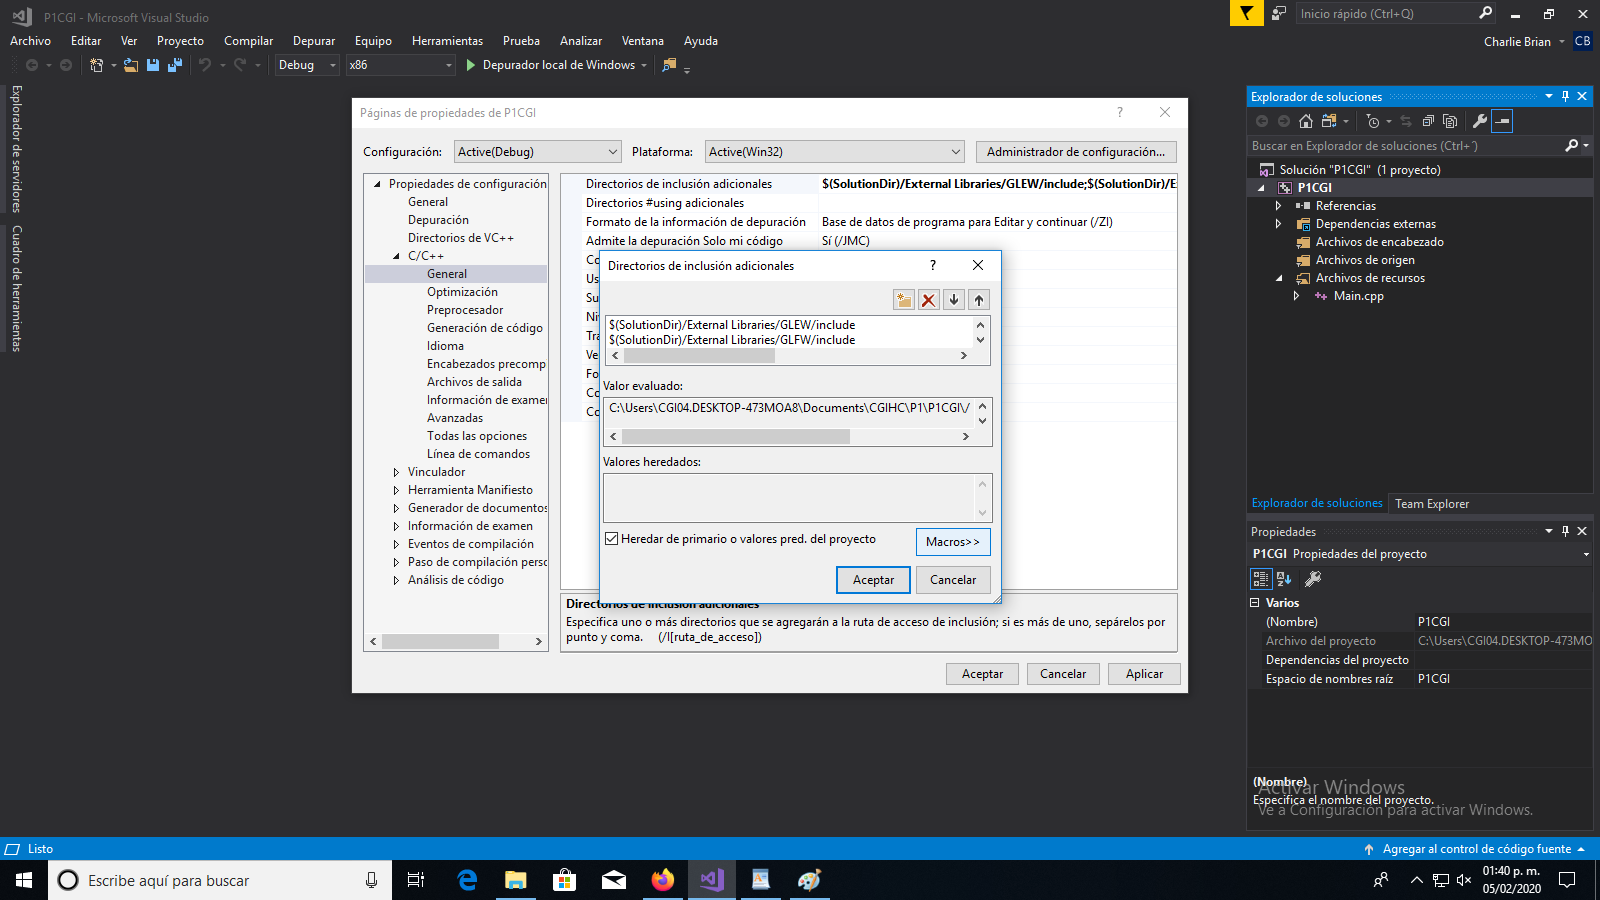 P1CGI - Microsoft Visual Studio
Inicio rápido (Ctrl+Q)
Archivo Editar Ver Proyecto Compilar Depurar Equipo Herramientas Prueba Analizar Ventana Ayuda
Charlie Brian CB
Debug x86 Depurador local de Windows
Explorador de servidores
Cuadro de herramientas
Páginas de propiedades de P1CGI
?
Configuración: Active(Debug) Plataforma: Active(Win32) Administrador de configuración...
Propiedades de configuración
General
Depuración
Directorios de VC++
C/C++
General
Optimización
Preprocesador
Generación de código
Idioma
Encabezados precomp
Archivos de salida
Información de exame
Avanzadas
Todas las opciones
Línea de comandos
Vinculador
Herramienta Manifiesto
Generador de documentos
Información de examen
Eventos de compilación
Paso de compilación pers
Análisis de código
Directorios de inclusión adicionales $(SolutionDir)/External Libraries/GLEW/include;$(SolutionDir)/E
Directorios #using adicionales
Formato de la información de depuración Base de datos de programa para Editar y continuar (/ZI)
Admite la depuración Solo mi código Sí (/JMC)
Co
Us
Su
Niv
Tra
Ve
Fo
Co
Co
Directorios de inclusión adicionales
?
$(SolutionDir)/External Libraries/GLEW/include
$(SolutionDir)/External Libraries/GLFW/include
Valor evaluado:
C:\Users\CGI04.DESKTOP-473MOA8\Documents\CGIHC\P1\P1CGI\/
Valores heredados:
Heredar de primario o valores pred. del proyecto
Macros>>
Aceptar Cancelar
Directorios de inclusión adicionales
Especifica uno o más directorios que se agregarán a la ruta de acceso de inclusión; si es más de uno, sepárelos por
punto y coma. (/I[ruta_de_acceso])
Aceptar Cancelar Aplicar
Explorador de soluciones
Buscar en Explorador de soluciones (Ctrl+´)
Solución "P1CGI" (1 proyecto)
P1CGI
Referencias
Dependencias externas
Archivos de encabezado
Archivos de origen
Archivos de recursos
Main.cpp
Explorador de soluciones Team Explorer
Propiedades
P1CGI Propiedades del proyecto
Varios
(Nombre) P1CGI
Archivo del proyecto C:\Users\CGI04.DESKTOP-473MO
Dependencias del proyecto
Espacio de nombres raíz P1CGI
(Nombre)
Especifica el nombre del proyecto.
Activar Windows
Ve a Configuración para activar Windows.
Listo
Agregar al control de código fuente
Escribe aquí para buscar
01:40 p. m.
05/02/2020